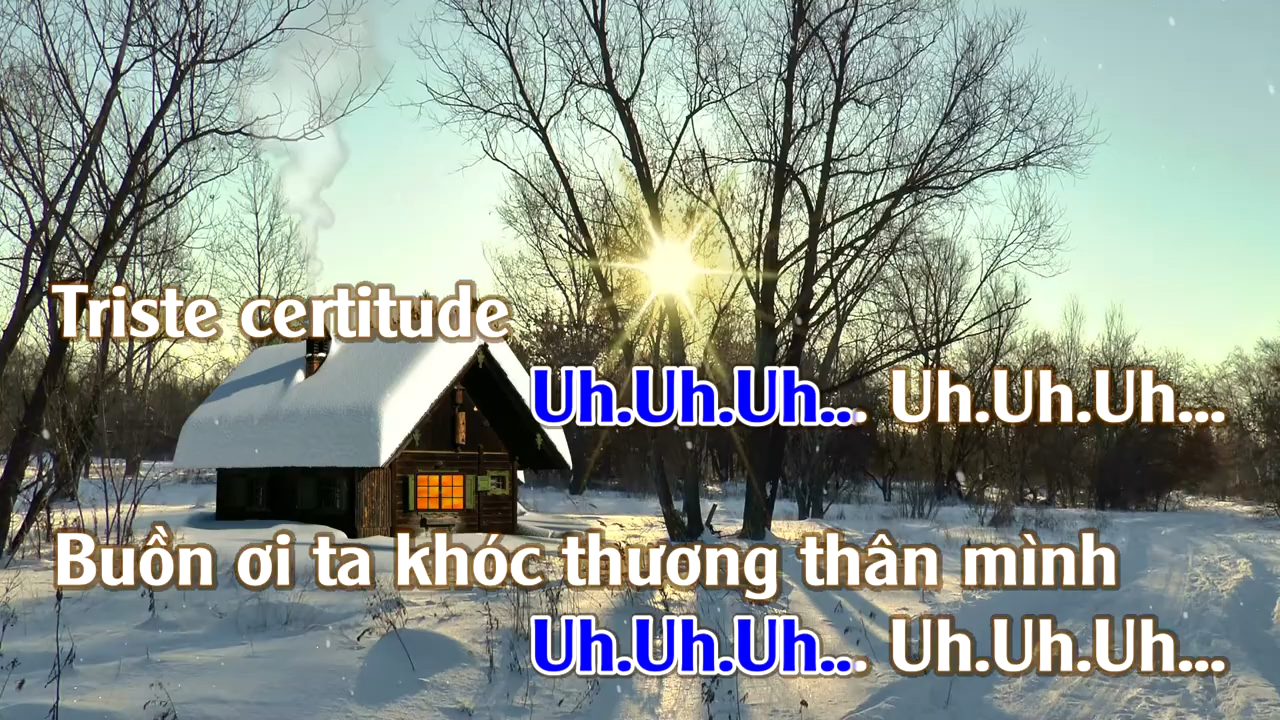 Triste certitude
Uh.Uh.Uh... Uh.Uh.Uh...
Buồn ơi ta khóc thương thân mình
Uh.Uh.Uh... Uh.Uh.Uh...